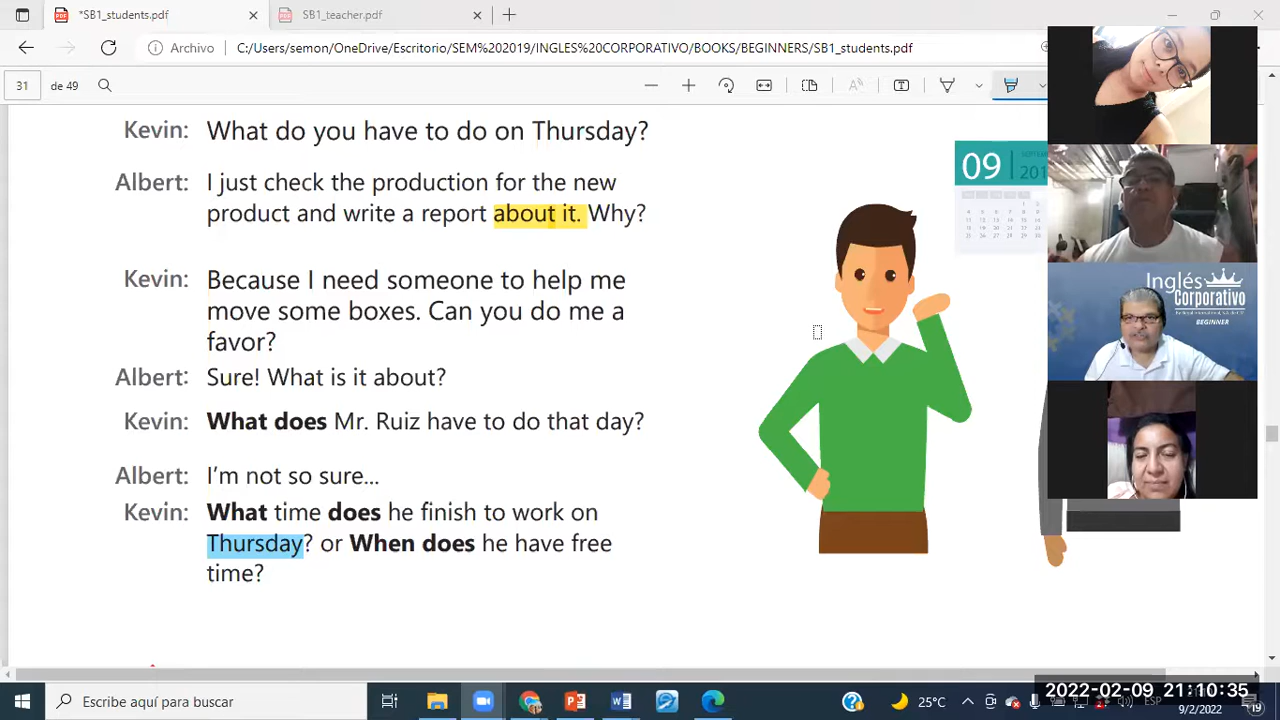 *SB1_students.pdf
SB1_teacher.pdf
Archivo
C:/Users/semon/OneDrive/Escritorio/SEM%202019/INGLES%20CORPORATIVO/BOOKS/BEGINNERS/SB1_students.pdf
31 de 49
Kevin: What do you have to do on Thursday?
Albert: I just check the production for the new
product and write a report about it. Why?
Kevin: Because I need someone to help me
move some boxes. Can you do me a
favor?
Albert: Sure! What is it about?
Kevin: What does Mr. Ruiz have to do that day?
Albert: I'm not so sure...
Kevin: What time does he finish to work on
Thursday? or When does he have free
time?
09
Inglés
Corporativo
BEGINNER
Escribe aquí para buscar
25°C
ESP
2022-02-09 21:10:35
9/2/2022